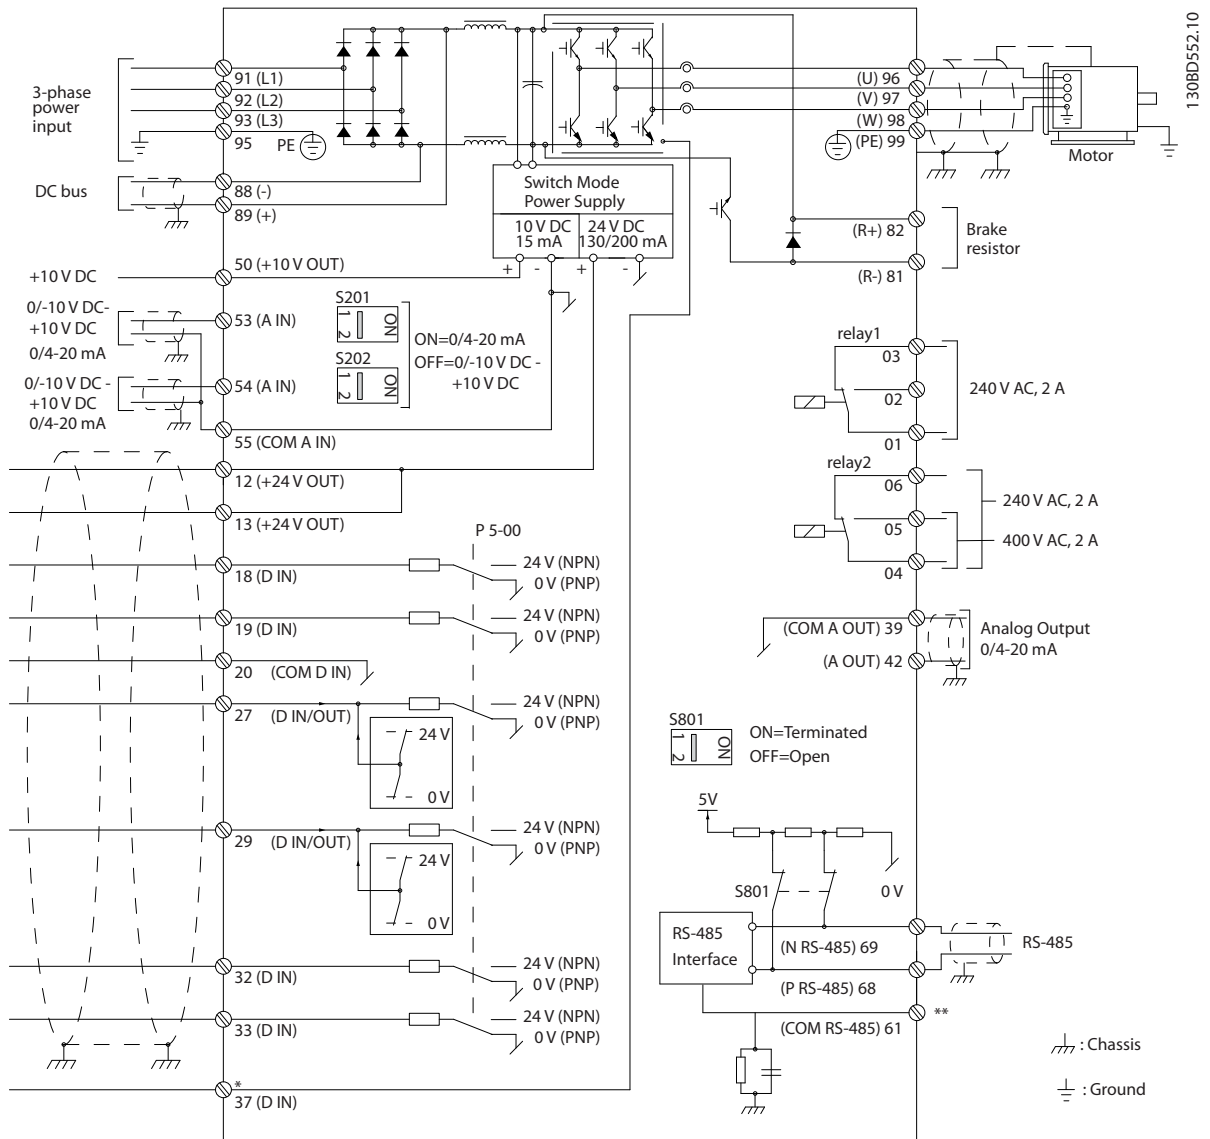 130BD552.10
3-phase
power
input
91 (L1)
92 (L2)
93 (L3)
95
PE
(U) 96
(V) 97
(W) 98
(PE) 99
Motor
DC bus
88 (-)
89 (+)
Switch Mode
Power Supply
10 V DC
15 mA
24 V DC
130/200 mA
+ - + -
(R+) 82
Brake
resistor
(R-) 81
+10 V DC
50 (+10 V OUT)
0/-10 V DC-
+10 V DC
0/4-20 mA
53 (A IN)
S201
1 2
ON
S202
1 2
ON
ON=0/4-20 mA
OFF=0/-10 V DC -
+10 V DC
0/-10 V DC -
+10 V DC
0/4-20 mA
54 (A IN)
55 (COM A IN)
relay1
03
02
01
240 V AC, 2 A
relay2
06
05
04
240 V AC, 2 A
400 V AC, 2 A
12 (+24 V OUT)
13 (+24 V OUT)
P 5-00
18 (D IN)
24 V (NPN)
0 V (PNP)
19 (D IN)
24 V (NPN)
0 V (PNP)
20 (COM D IN)
27 (D IN/OUT)
24 V (NPN)
0 V (PNP)
24 V
0 V
29 (D IN/OUT)
24 V (NPN)
0 V (PNP)
24 V
0 V
32 (D IN)
24 V (NPN)
0 V (PNP)
33 (D IN)
24 V (NPN)
0 V (PNP)
*
37 (D IN)
(COM A OUT) 39
(A OUT) 42
Analog Output
0/4-20 mA
S801
1 2
ON
ON=Terminated
OFF=Open
5V
S801
0 V
RS-485
Interface
(N RS-485) 69
(P RS-485) 68
(COM RS-485) 61
RS-485
**
: Chassis
: Ground